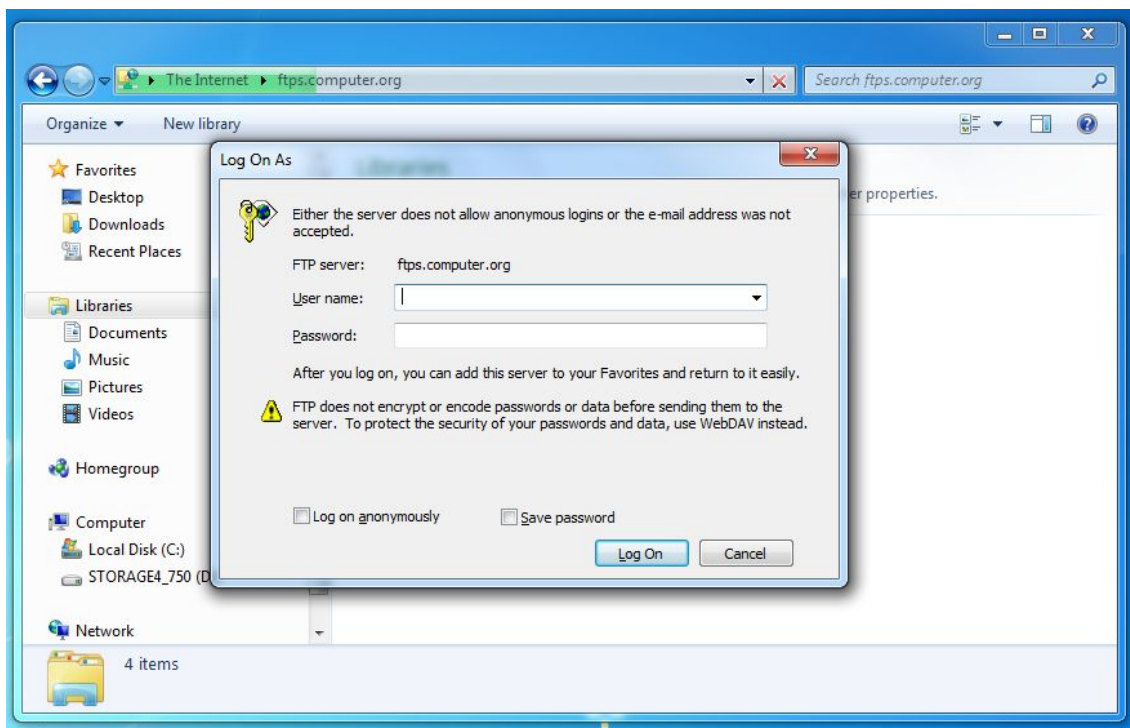 The Internet ▸ ftps.computer.org
Search ftps.computer.org
Organize
New library
Favorites
Desktop
Downloads
Recent Places
Libraries
Documents
Music
Pictures
Videos
Homegroup
Computer
Local Disk (C:)
STORAGE4_750 (D
Network
4 items
Libraries
er properties.
Log On As
Either the server does not allow anonymous logins or the e-mail address was not
accepted.
FTP server: ftps.computer.org
User name:
Password:
After you log on, you can add this server to your Favorites and return to it easily.
FTP does not encrypt or encode passwords or data before sending them to the
server. To protect the security of your passwords and data, use WebDAV instead.
Log on anonymously
Save password
Log On
Cancel